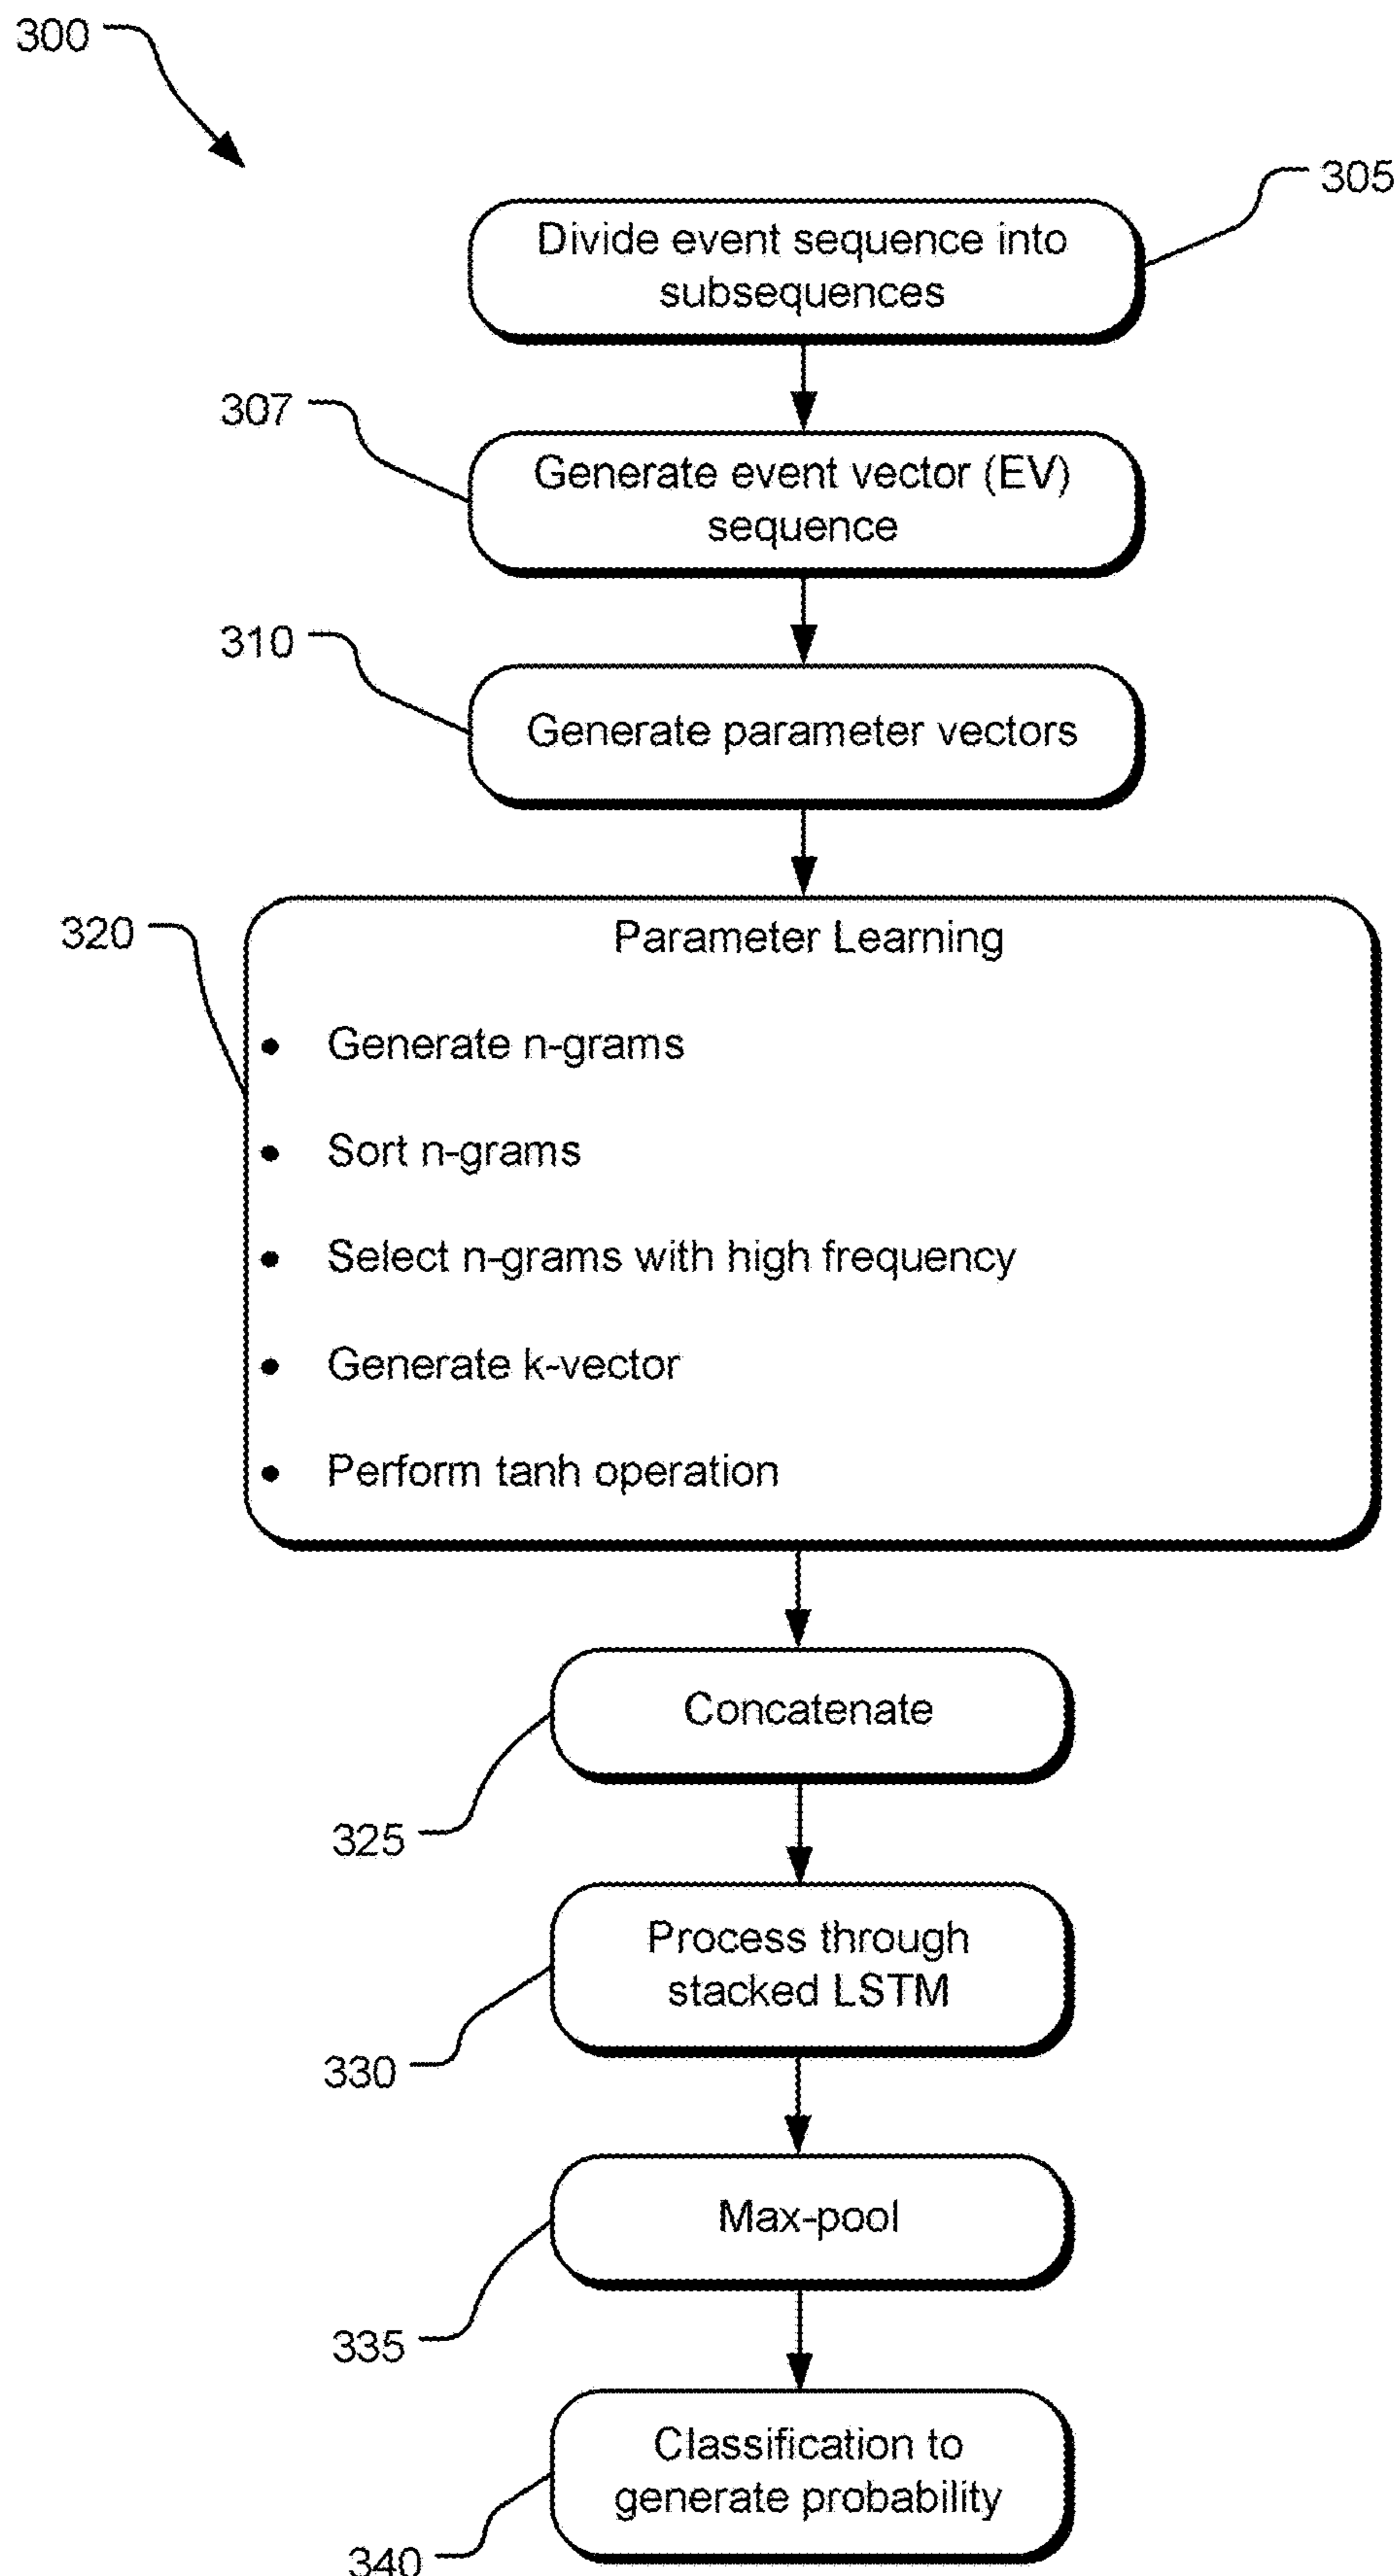 300
305
Divide event sequence into
subsequences
307
Generate event vector (EV)
sequence
310
Generate parameter vectors
320
Parameter Learning
• Generate n-grams
• Sort n-grams
• Select n-grams with high frequency
• Generate k-vector
• Perform tanh operation
Concatenate
325
Process through
stacked LSTM
330
Max-pool
335
Classification to
generate probability
340